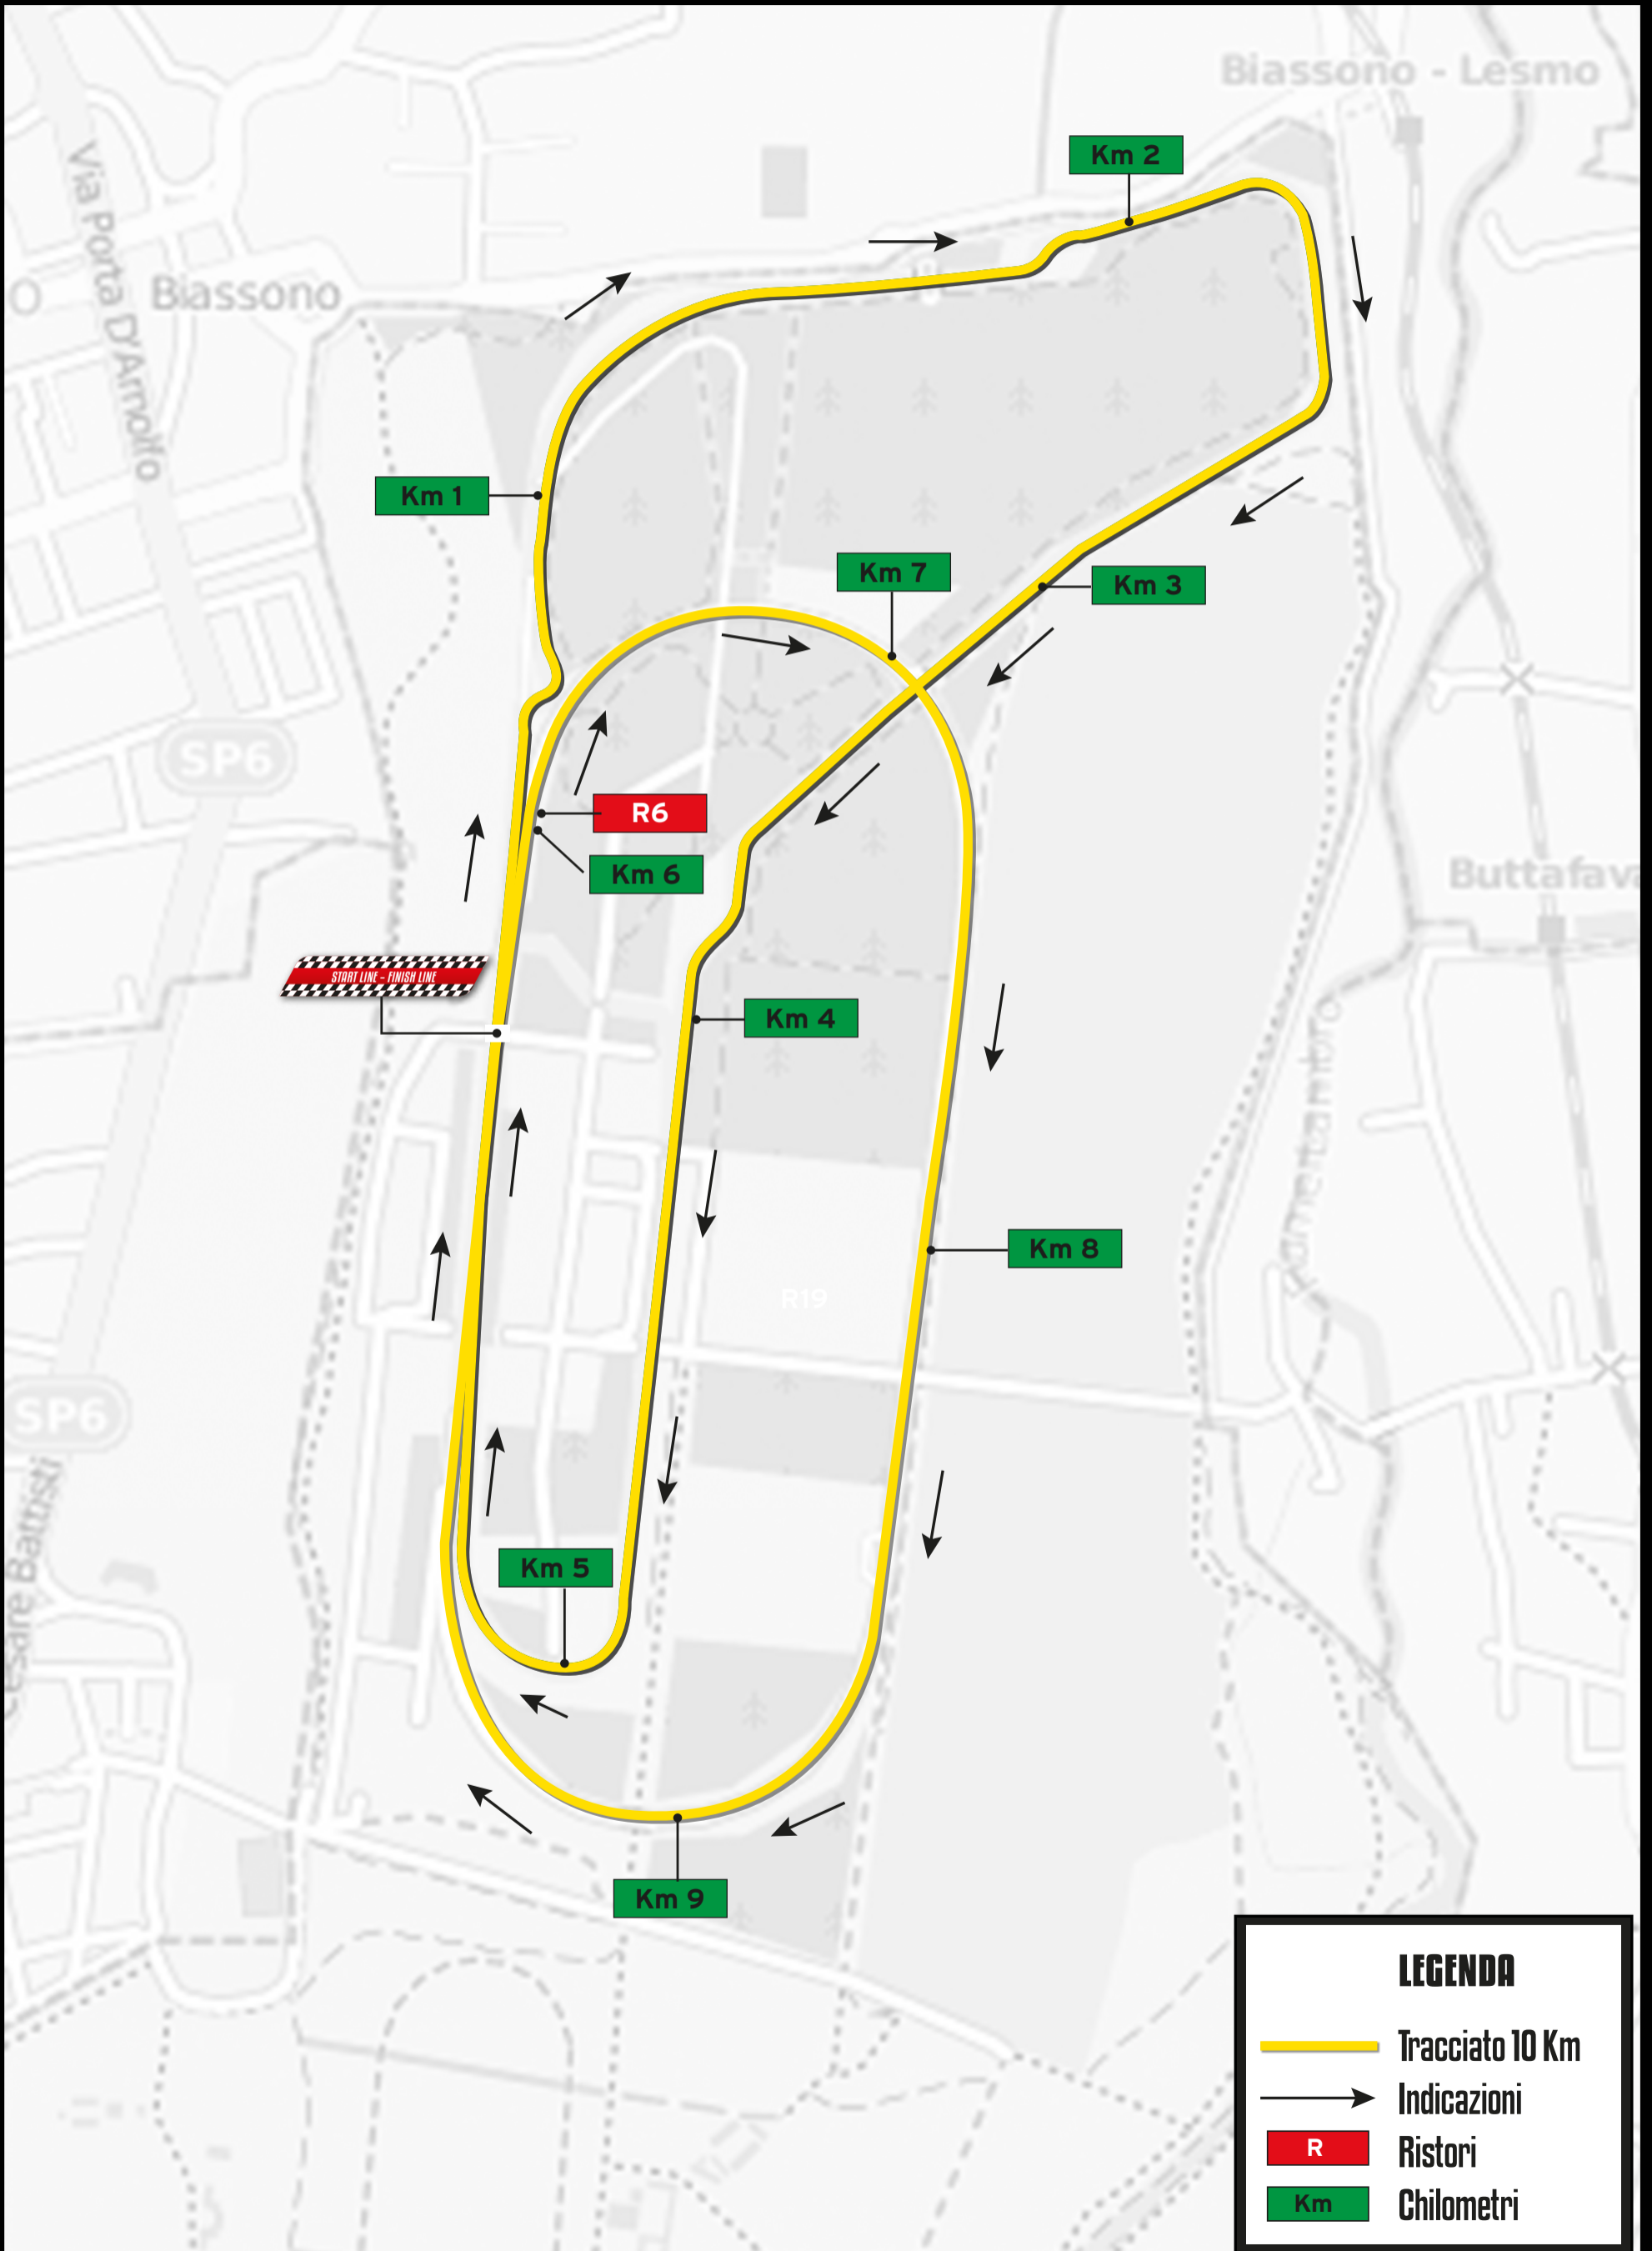 Biassono - Lesmo
Km 2
Via Porta D'Arnolfo
O
Biassono
Km 1
Km 7
Km 3
SP6
R6
Km 6
Buttafava
START LINE - FINISH LINE
Km 4
Km 8
R19
SP6
Cesare Battisti
Km 5
Km 9
LEGENDA
Tracciato 10 Km
Indicazioni
R
Ristori
Km
Chilometri